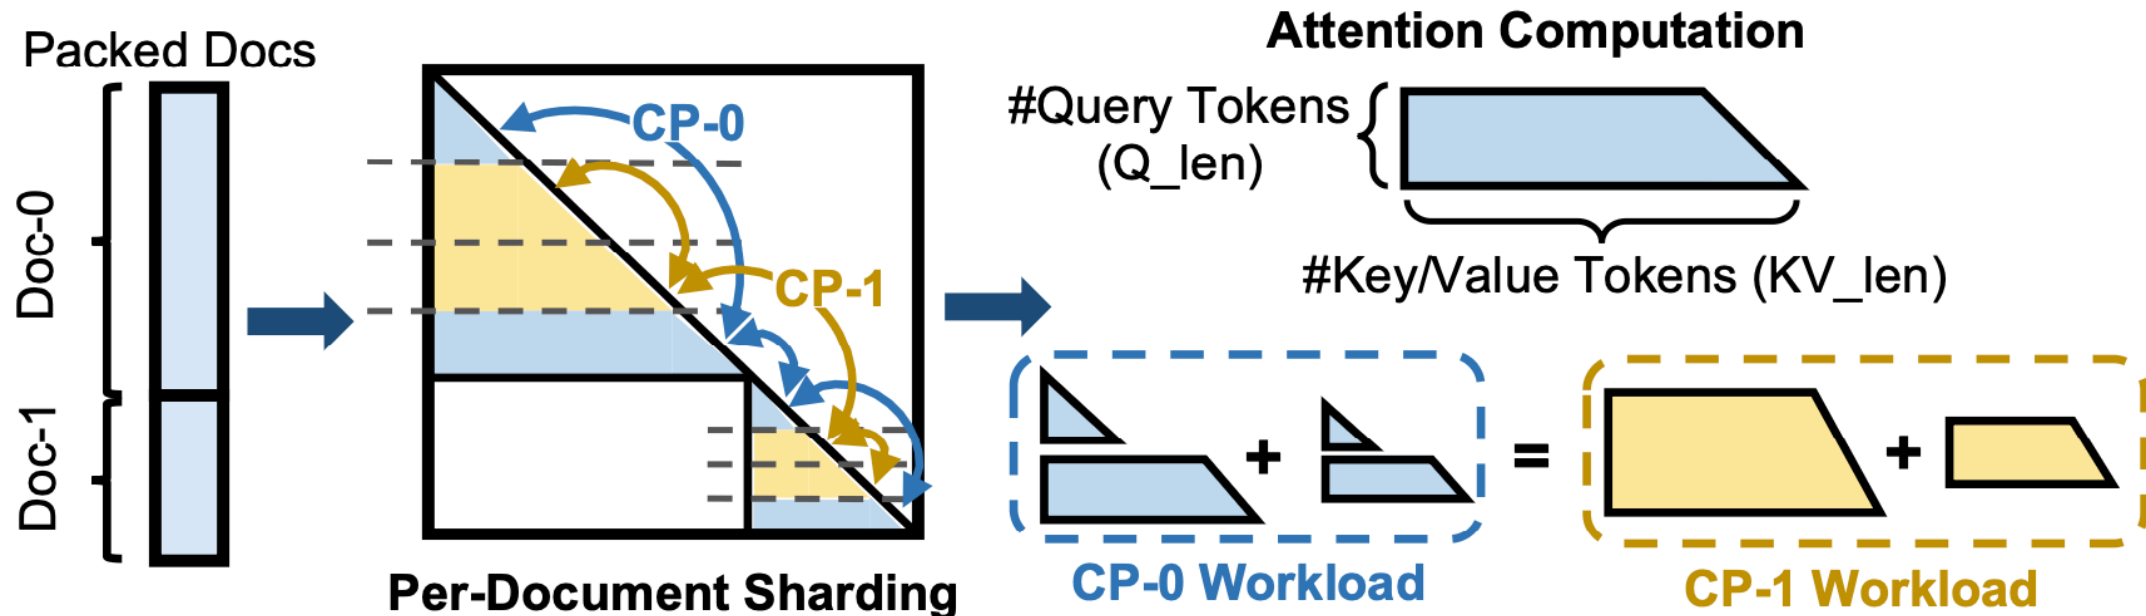 Packed Docs
Doc-0
Doc-1
CP-0
CP-1
Per-Document Sharding
Attention Computation
#Query Tokens
(Q_len)
#Key/Value Tokens (KV_len)
+
=
+
CP-0 Workload
CP-1 Workload